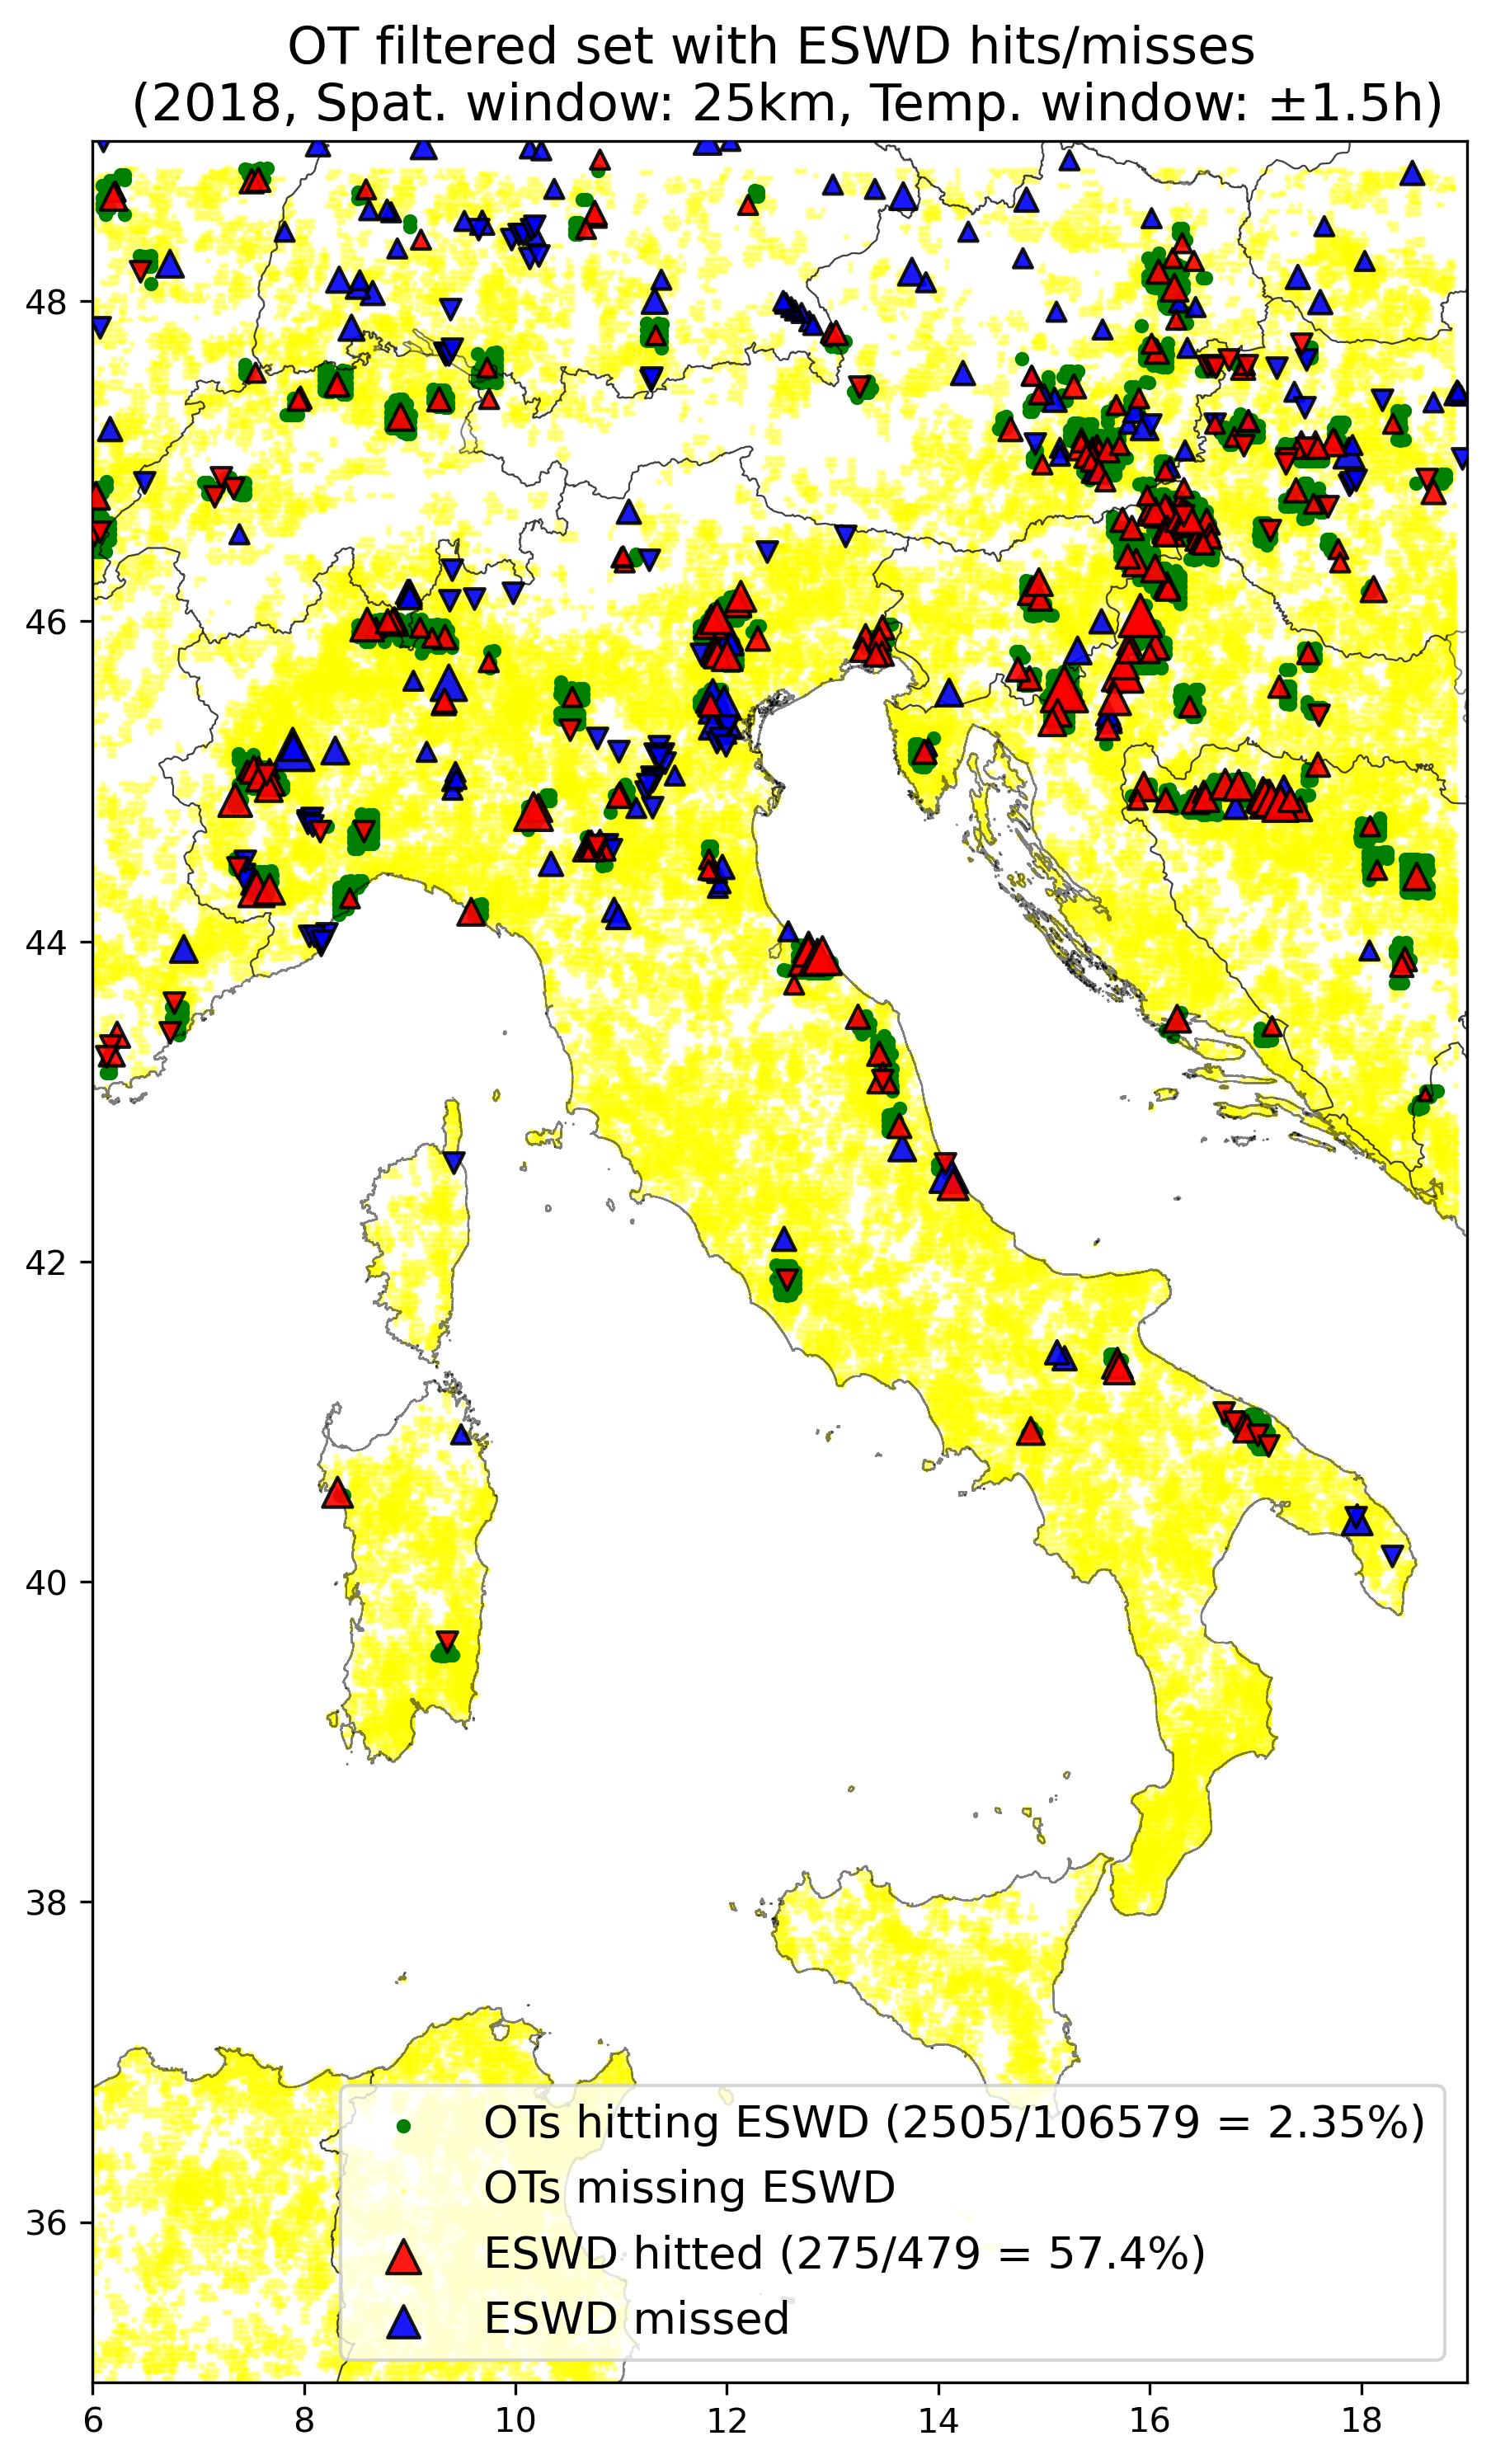 OT filtered set with ESWD hits/misses
(2018, Spat. window: 25km, Temp. window: ±1.5h)
48
46
44
42
40
38
36
OTs hitting ESWD (2505/106579 = 2.35%)
OTs missing ESWD
ESWD hitted (275/479 = 57.4%)
ESWD missed
6 8 10 12 14 16 18